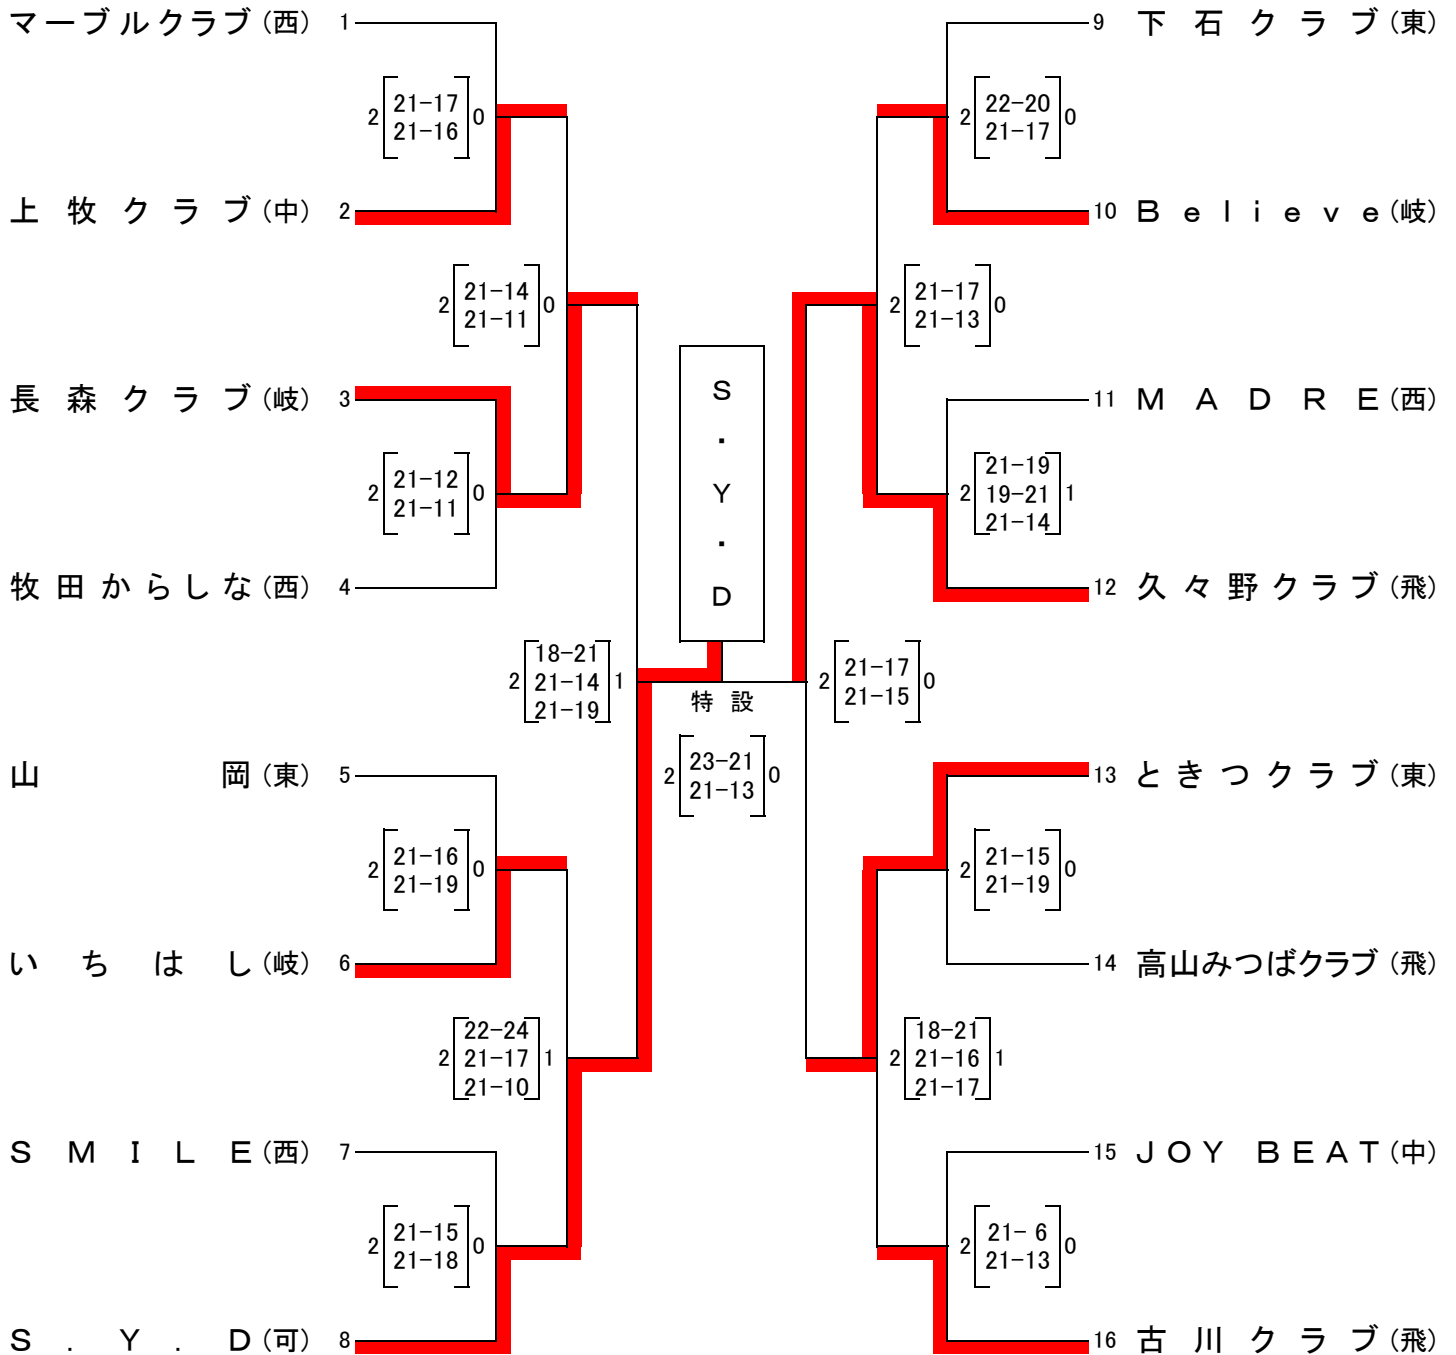 マーブルクラブ(西) 1
21-17
2 0
21-16
上牧クラブ(中) 2
21-14
2 0
21-11
長森クラブ(岐) 3
21-12
2 0
21-11
牧田からしな(西) 4
18-21
2 21-14 1
21-19
山岡(東) 5
21-16
2 0
21-19
いちはし(岐) 6
22-24
2 21-17 1
21-10
SMILE(西) 7
21-15
2 0
21-18
S.Y.D(可) 8
S・Y・D
特設
23-21
2 0
21-13
9 下石クラブ(東)
22-20
2 0
21-17
10 Believe(岐)
21-17
2 0
21-13
11 MADRE(西)
21-19
2 19-21 1
21-14
12 久々野クラブ(飛)
21-17
2 0
21-15
13 ときつクラブ(東)
21-15
2 0
21-19
14 高山みつばクラブ(飛)
18-21
2 21-16 1
21-17
15 JOY BEAT(中)
21- 6
2 0
21-13
16 古川クラブ(飛)